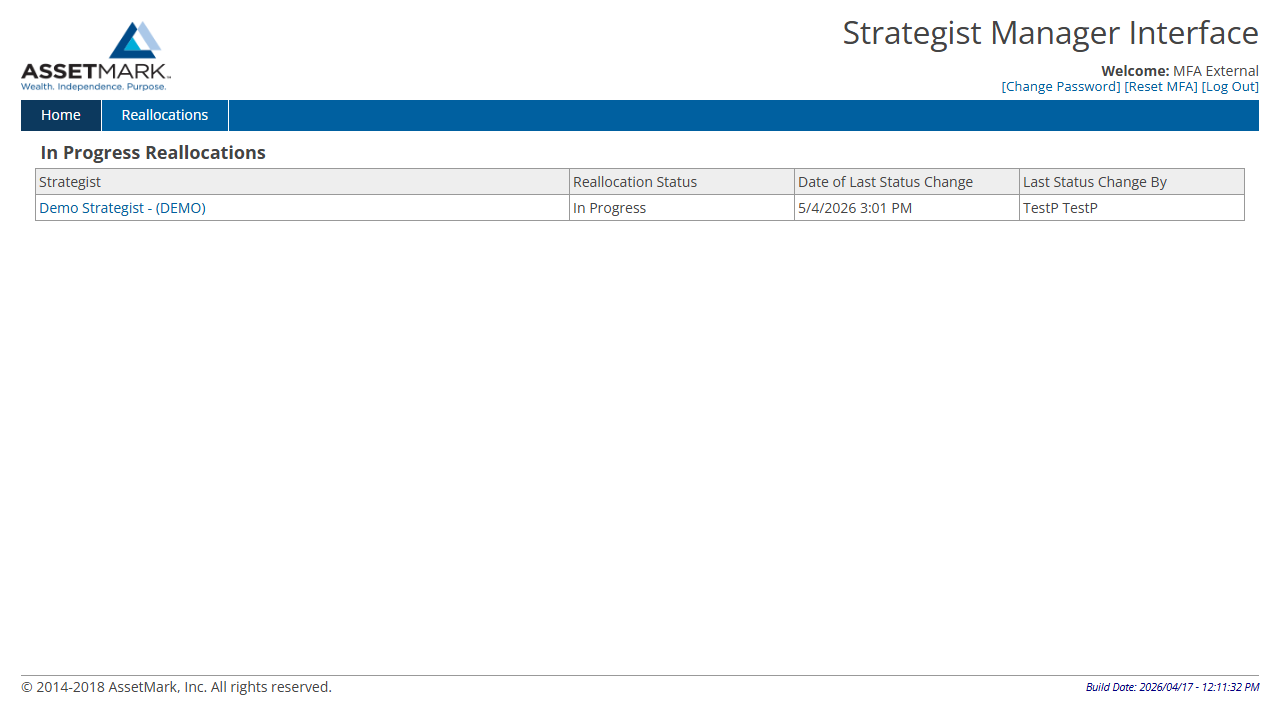 ASSETMARK™
Wealth. Independence. Purpose.
Strategist Manager Interface
Welcome: MFA External
[Change Password] [Reset MFA] [Log Out]
Home Reallocations
In Progress Reallocations
Strategist Reallocation Status Date of Last Status Change Last Status Change By
Demo Strategist - (DEMO) In Progress 5/4/2026 3:01 PM TestP TestP
© 2014-2018 AssetMark, Inc. All rights reserved.
Build Date: 2026/04/17 - 12:11:32 PM